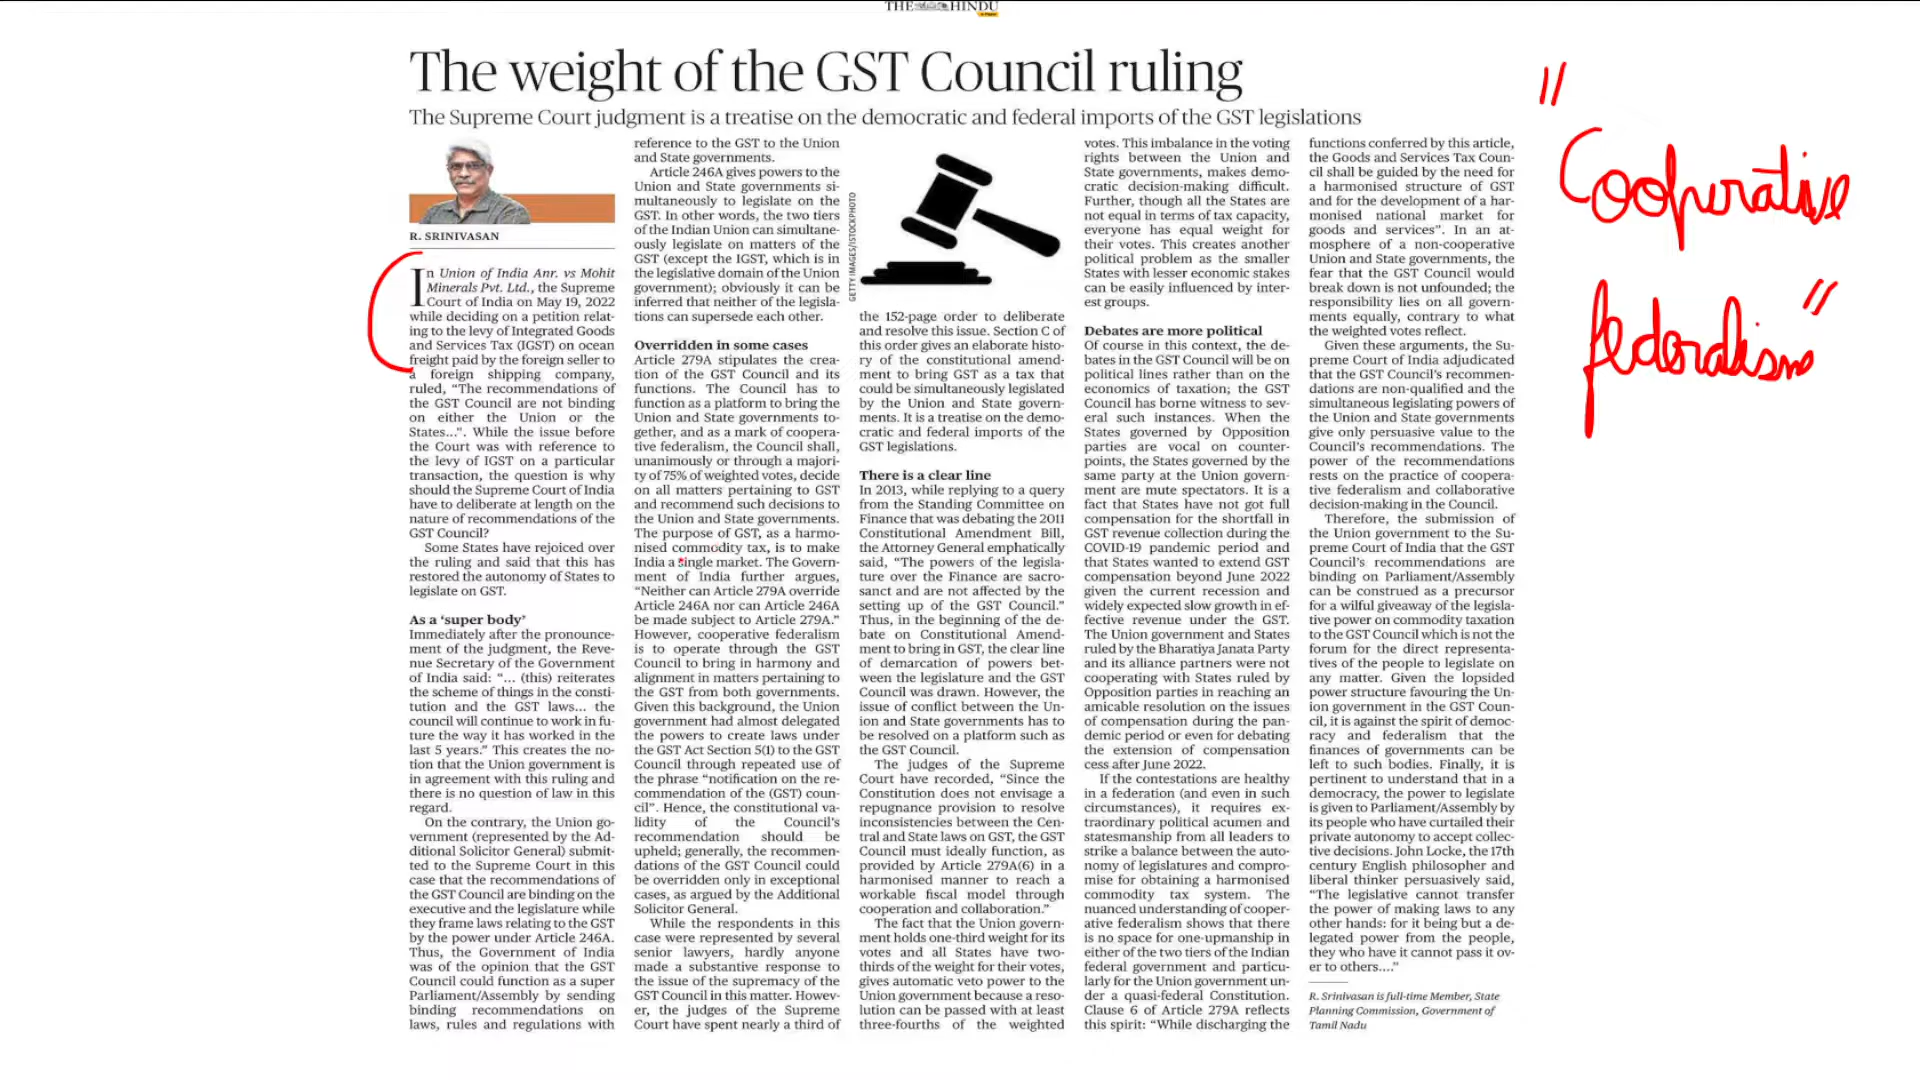 THE HINDU
The weight of the GST Council ruling
The Supreme Court judgment is a treatise on the democratic and federal imports of the GST legislations
R. SRINIVASAN
In Union of India Anr. vs Mohit
Minerals Pvt. Ltd., the Supreme
Court of India on May 19, 2022
while deciding on a petition relat-
ing to the levy of Integrated Goods
and Services Tax (IGST) on ocean
freight paid by the foreign seller to
a foreign shipping company,
ruled, “The recommendations of
the GST Council are not binding
on either the Union or the
States...”. While the issue before
the Court was with reference to
the levy of IGST on a particular
transaction, the question is why
should the Supreme Court of India
have to deliberate at length on the
nature of recommendations of the
GST Council?
Some States have rejoiced over
the ruling and said that this has
restored the autonomy of States to
legislate on GST.
As a ‘super body’
Immediately after the pronounce-
ment of the judgment, the Reve-
nue Secretary of the Government
of India said: “... (this) reiterates
the scheme of things in the consti-
tution and the GST laws... the
council will continue to work in fu-
ture the way it has worked in the
last 5 years.” This creates the no-
tion that the Union government is
in agreement with this ruling and
there is no question of law in this
regard.
On the contrary, the Union go-
vernment (represented by the Ad-
ditional Solicitor General) submit-
ted to the Supreme Court in this
case that the recommendations of
the GST Council are binding on the
executive and the legislature while
they frame laws relating to the GST
by the power under Article 246A.
Thus, the Government of India
was of the opinion that the GST
Council could function as a super
Parliament/Assembly by sending
binding recommendations on
laws, rules and regulations with
reference to the GST to the Union
and State governments.
Article 246A gives powers to the
Union and State governments si-
multaneously to legislate on the
GST. In other words, the two tiers
of the Indian Union can simultane-
ously legislate on matters of the
GST (except the IGST, which is in
the legislative domain of the Union
government); obviously it can be
inferred that neither of the legisla-
tions can supersede each other.
Overridden in some cases
Article 279A stipulates the crea-
tion of the GST Council and its
functions. The Council has to
function as a platform to bring the
Union and State governments to-
gether, and as a mark of coopera-
tive federalism, the Council shall,
unanimously or through a majori-
ty of 75% of weighted votes, decide
on all matters pertaining to GST
and recommend such decisions to
the Union and State governments.
The purpose of GST, as a harmo-
nised commodity tax, is to make
India a single market. The Govern-
ment of India further argues,
“Neither can Article 279A override
Article 246A nor can Article 246A
be made subject to Article 279A.”
However, cooperative federalism
is to operate through the GST
Council to bring in harmony and
alignment in matters pertaining to
the GST from both governments.
Given this background, the Union
government had almost delegated
the powers to create laws under
the GST Act Section 5(1) to the GST
Council through repeated use of
the phrase “notification on the re-
commendation of the (GST) coun-
cil”. Hence, the constitutional va-
lidity of the Council’s
recommendation should be
upheld; generally, the recommen-
dations of the GST Council could
be overridden only in exceptional
cases, as argued by the Additional
Solicitor General.
While the respondents in this
case were represented by several
senior lawyers, hardly anyone
made a substantive response to
the issue of the supremacy of the
GST Council in this matter. Howev-
er, the judges of the Supreme
Court have spent nearly a third of
GETTY IMAGES/ISTOCKPHOTO
the 152-page order to deliberate
and resolve this issue. Section C of
this order gives an elaborate histo-
ry of the constitutional amend-
ment to bring GST as a tax that
could be simultaneously legislated
by the Union and State govern-
ments. It is a treatise on the demo-
cratic and federal imports of the
GST legislations.
There is a clear line
In 2013, while replying to a query
from the Standing Committee on
Finance that was debating the 2011
Constitutional Amendment Bill,
the Attorney General emphatically
said, “The powers of the legisla-
ture over the Finance are sacro-
sanct and are not affected by the
setting up of the GST Council.”
Thus, in the beginning of the de-
bate on Constitutional Amend-
ment to bring in GST, the clear line
of demarcation of powers bet-
ween the legislature and the GST
Council was drawn. However, the
issue of conflict between the Un-
ion and State governments has to
be resolved on a platform such as
the GST Council.
The judges of the Supreme
Court have recorded, “Since the
Constitution does not envisage a
repugnance provision to resolve
inconsistencies between the Cen-
tral and State laws on GST, the GST
Council must ideally function, as
provided by Article 279A(6) in a
harmonised manner to reach a
workable fiscal model through
cooperation and collaboration.”
The fact that the Union govern-
ment holds one-third weight for its
votes and all States have two-
thirds of the weight for their votes,
gives automatic veto power to the
Union government because a reso-
lution can be passed with at least
three-fourths of the weighted
votes. This imbalance in the voting
rights between the Union and
State governments, makes demo-
cratic decision-making difficult.
Further, though all the States are
not equal in terms of tax capacity,
everyone has equal weight for
their votes. This creates another
political problem as the smaller
States with lesser economic stakes
can be easily influenced by inter-
est groups.
Debates are more political
Of course in this context, the de-
bates in the GST Council will be on
political lines rather than on the
economics of taxation; the GST
Council has borne witness to sev-
eral such instances. When the
States governed by Opposition
parties are vocal on counter-
points, the States governed by the
same party at the Union govern-
ment are mute spectators. It is a
fact that States have not got full
compensation for the shortfall in
GST revenue collection during the
COVID-19 pandemic period and
that States wanted to extend GST
compensation beyond June 2022
given the current recession and
widely expected slow growth in ef-
fective revenue under the GST.
The Union government and States
ruled by the Bharatiya Janata Party
and its alliance partners were not
cooperating with States ruled by
Opposition parties in reaching an
amicable resolution on the issues
of compensation during the pan-
demic period or even for debating
the extension of compensation
cess after June 2022.
If the contestations are healthy
in a federation (and even in such
circumstances), it requires ex-
traordinary political acumen and
statesmanship from all leaders to
strike a balance between the auto-
nomy of legislatures and compro-
mise for obtaining a harmonised
commodity tax system. The
nuanced understanding of cooper-
ative federalism shows that there
is no space for one-upmanship in
either of the two tiers of the Indian
federal government and particu-
larly for the Union government un-
der a quasi-federal Constitution.
Clause 6 of Article 279A reflects
this spirit: “While discharging the
functions conferred by this article,
the Goods and Services Tax Coun-
cil shall be guided by the need for
a harmonised structure of GST
and for the development of a har-
monised national market for
goods and services”. In an at-
mosphere of a non-cooperative
Union and State governments, the
fear that the GST Council would
break down is not unfounded; the
responsibility lies on all govern-
ments equally, contrary to what
the weighted votes reflect.
Given these arguments, the Su-
preme Court of India adjudicated
that the GST Council’s recommen-
dations are non-qualified and the
simultaneous legislating powers of
the Union and State governments
give only persuasive value to the
Council’s recommendations. The
power of the recommendations
rests on the practice of coopera-
tive federalism and collaborative
decision-making in the Council.
Therefore, the submission of
the Union government to the Su-
preme Court of India that the GST
Council’s recommendations are
binding on Parliament/Assembly
can be construed as a precursor
for a wilful giveaway of the legisla-
tive power on commodity taxation
to the GST Council which is not the
forum for the direct representa-
tives of the people to legislate on
any matter. Given the lopsided
power structure favouring the Un-
ion government in the GST Coun-
cil, it is against the spirit of democ-
racy and federalism that the
finances of governments can be
left to such bodies. Finally, it is
pertinent to understand that in a
democracy, the power to legislate
is given to Parliament/Assembly by
its people who have curtailed their
private autonomy to accept collec-
tive decisions. John Locke, the 17th
century English philosopher and
liberal thinker persuasively said,
“The legislative cannot transfer
the power of making laws to any
other hands: for it being but a de-
legated power from the people,
they who have it cannot pass it ov-
er to others....”
R. Srinivasan is full-time Member, State
Planning Commission, Government of
Tamil Nadu
"Cooperative
federalism"